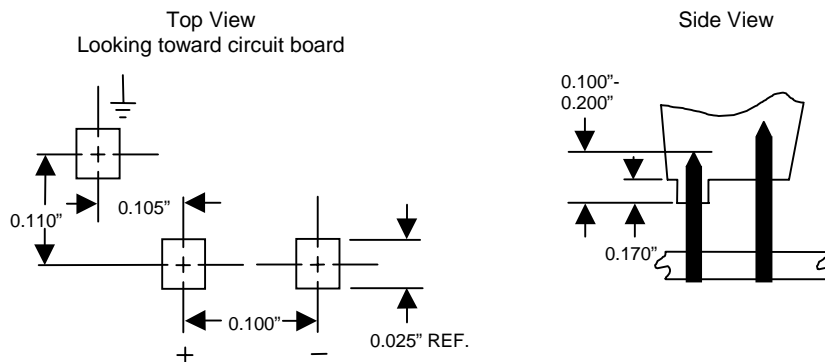 Top View
Looking toward circuit board
0.110”
0.105”
0.100”
0.025” REF.
+
−
Side View
0.100”-
0.200”
0.170”